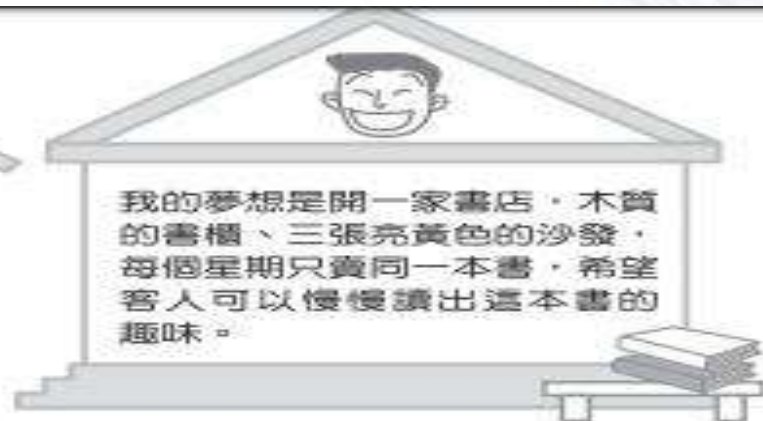 我的夢想是開一家書店，木質
的書櫃、三張亮黃色的沙發，
每個星期只賣同一本書，希望
客人可以慢慢讀出這本書的
趣味。